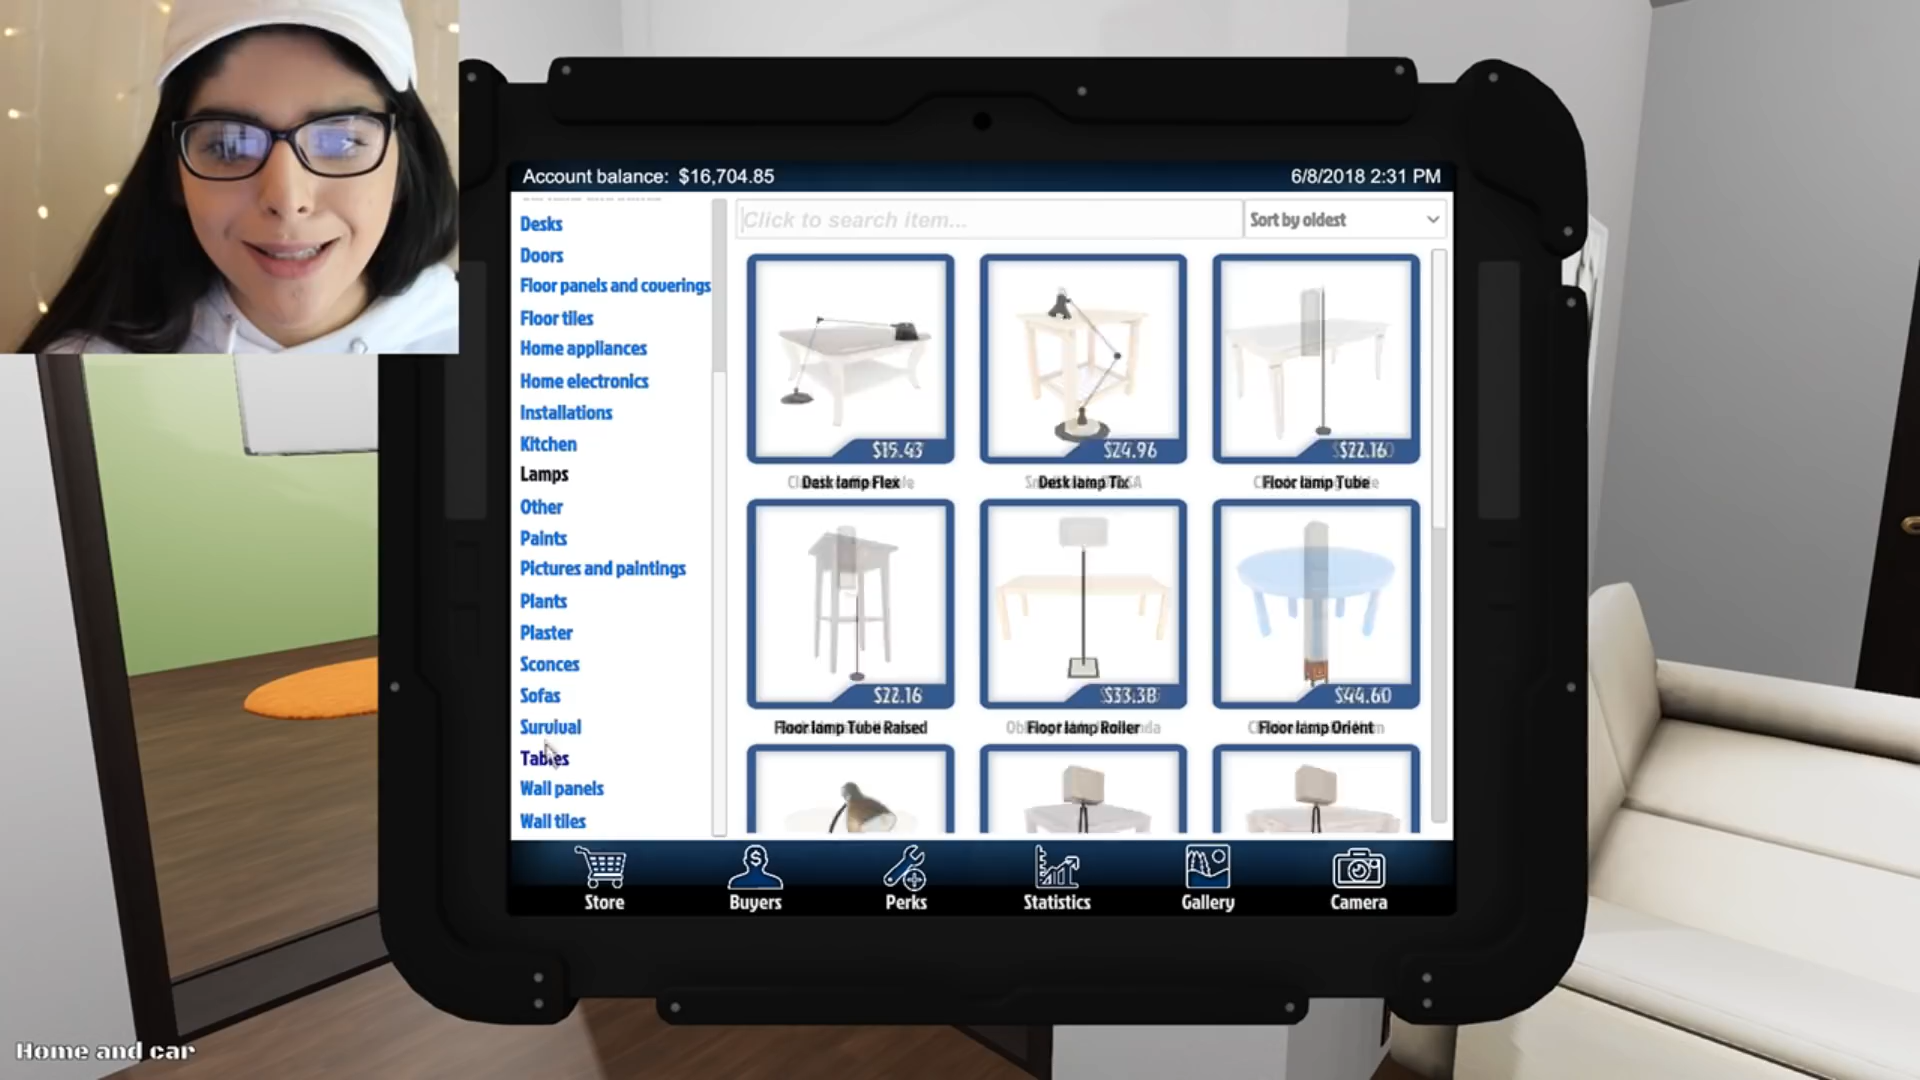 Account balance: $16,704.85
6/8/2018 2:31 PM
Click to search item...
Sort by oldest
Desks
Doors
Floor panels and coverings
Floor tiles
Home appliances
Home electronics
Installations
Kitchen
Lamps
Other
Paints
Pictures and paintings
Plants
Plaster
Sconces
Sofas
Survival
Tables
Wall panels
Wall tiles
$15.43
$24.96
$22.16
Desk lamp Flex
Desk lamp Tix
Floor lamp Tube
$22.16
$33.38
$44.60
Floor lamp Tube Raised
Floor lamp Roller
Floor lamp Orient
Store
Buyers
Perks
Statistics
Gallery
Camera
Home and car